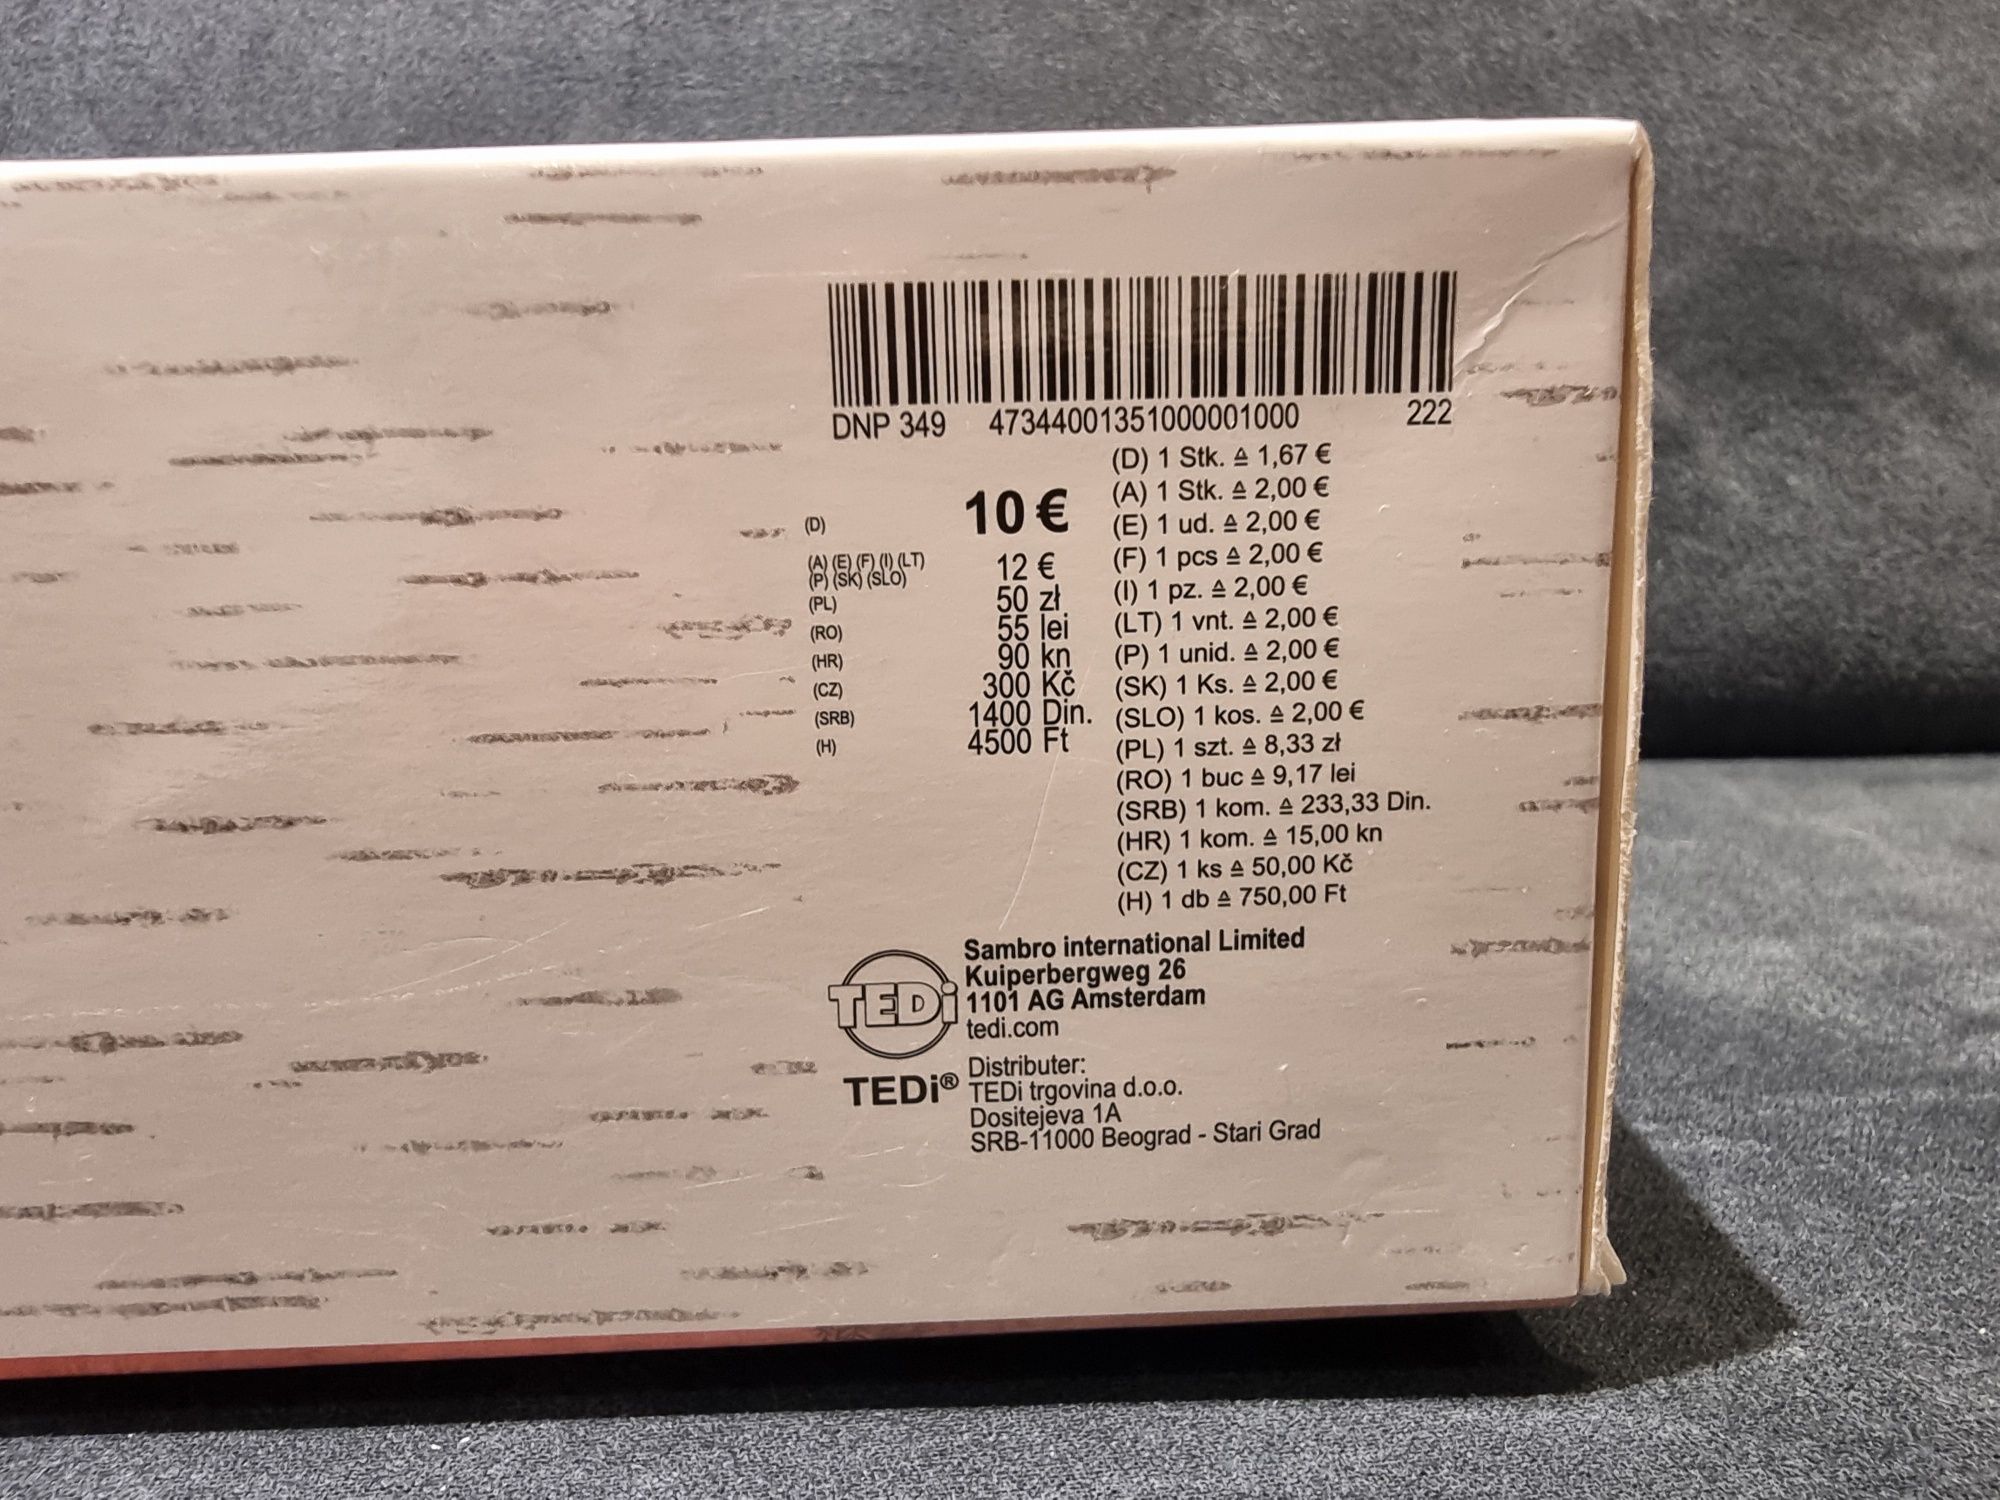 DNP 349 47344001351000001000 222
(D) 10 €
(A) (E) (F) (I) (LT)
(P) (SK) (SLO) 12 €
(PL) 50 zł
(RO) 55 lei
(HR) 90 kn
(CZ) 300 Kč
(SRB) 1400 Din.
(H) 4500 Ft
(D) 1 Stk. ≙ 1,67 €
(A) 1 Stk. ≙ 2,00 €
(E) 1 ud. ≙ 2,00 €
(F) 1 pcs ≙ 2,00 €
(I) 1 pz. ≙ 2,00 €
(LT) 1 vnt. ≙ 2,00 €
(P) 1 unid. ≙ 2,00 €
(SK) 1 Ks. ≙ 2,00 €
(SLO) 1 kos. ≙ 2,00 €
(PL) 1 szt. ≙ 8,33 zł
(RO) 1 buc ≙ 9,17 lei
(SRB) 1 kom. ≙ 233,33 Din.
(HR) 1 kom. ≙ 15,00 kn
(CZ) 1 ks ≙ 50,00 Kč
(H) 1 db ≙ 750,00 Ft
TEDi
Sambro international Limited
Kuiperbergweg 26
1101 AG Amsterdam
tedi.com
TEDi®
Distributer:
TEDi trgovina d.o.o.
Dositejeva 1A
SRB-11000 Beograd - Stari Grad